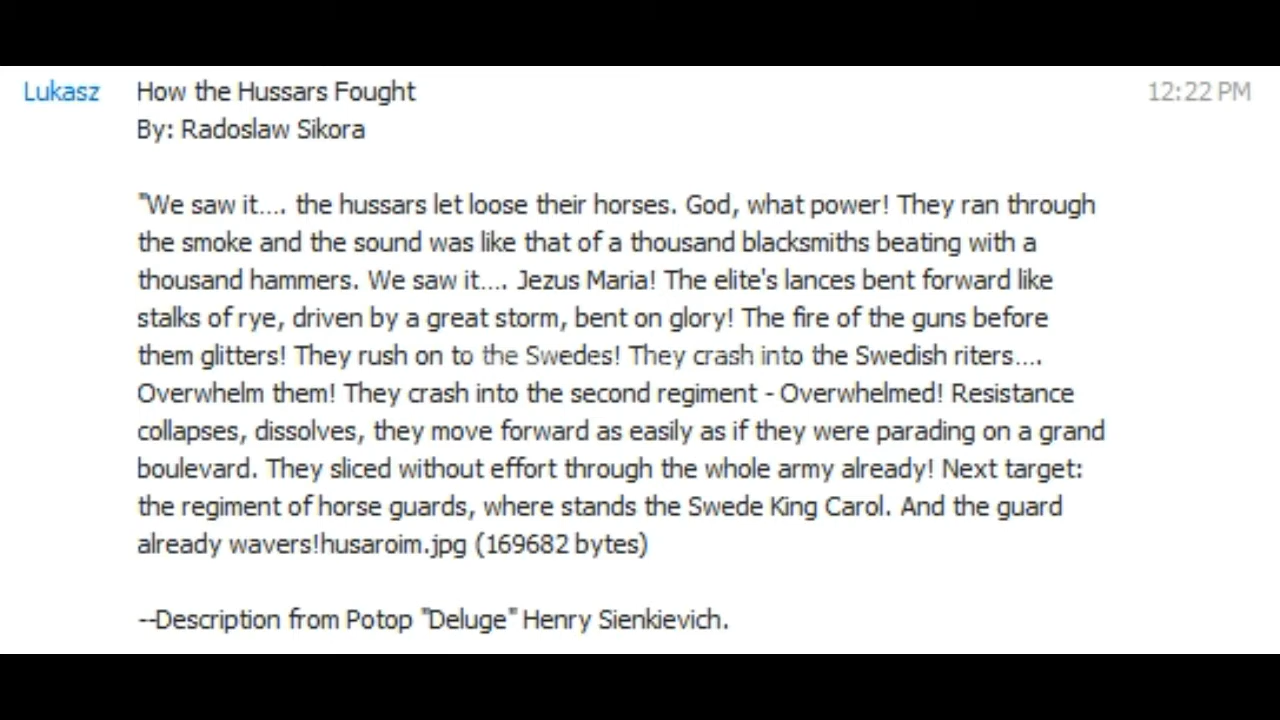 Lukasz How the Hussars Fought 12:22 PM
By: Radoslaw Sikora
"We saw it.... the hussars let loose their horses. God, what power! They ran through
the smoke and the sound was like that of a thousand blacksmiths beating with a
thousand hammers. We saw it.... Jezus Maria! The elite's lances bent forward like
stalks of rye, driven by a great storm, bent on glory! The fire of the guns before
them glitters! They rush on to the Swedes! They crash into the Swedish riters....
Overwhelm them! They crash into the second regiment - Overwhelmed! Resistance
collapses, dissolves, they move forward as easily as if they were parading on a grand
boulevard. They sliced without effort through the whole army already! Next target:
the regiment of horse guards, where stands the Swede King Carol. And the guard
already wavers!husaroim.jpg (169682 bytes)
--Description from Potop "Deluge" Henry Sienkievich.